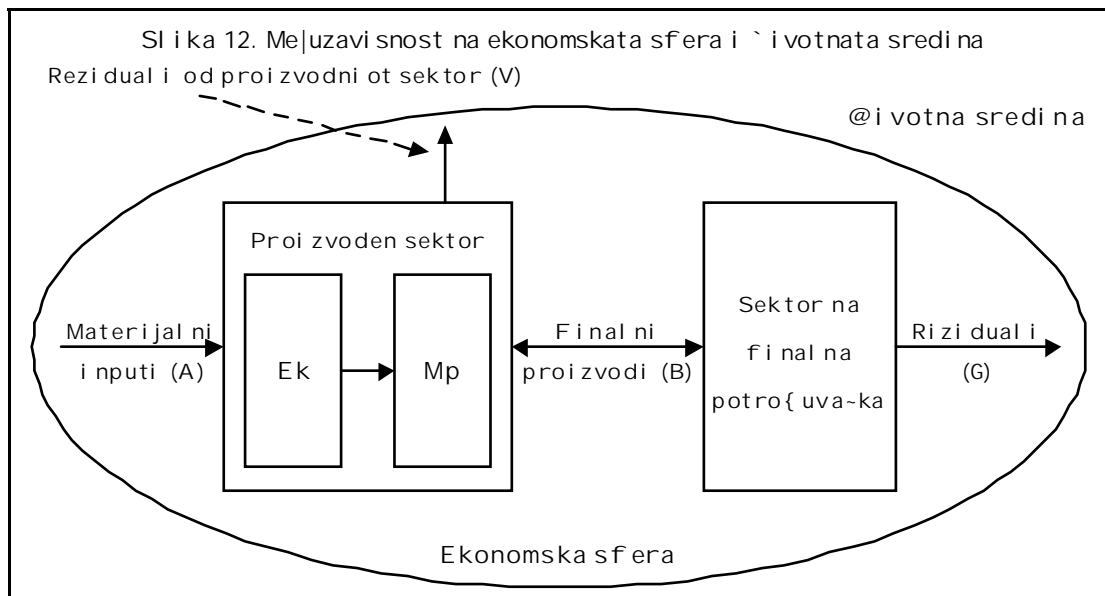 Slika 12. Me|uzavisnost na ekonomskata sfera i `ivotnata sredina
Reziduali od proizvodniot sektor (V)
@ivotna sredina
Proizvoden sektor
Ek
Mp
Materijalni
inputi (A)
Finalni
proizvodi (B)
Sektor na
finalna
potro{uva~ka
Riziduali
(G)
Ekonomska sfera